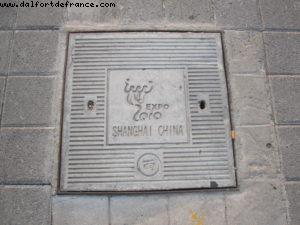 www.dalfortdefrance.com
EXPO
2010
SHANGHAI CHINA